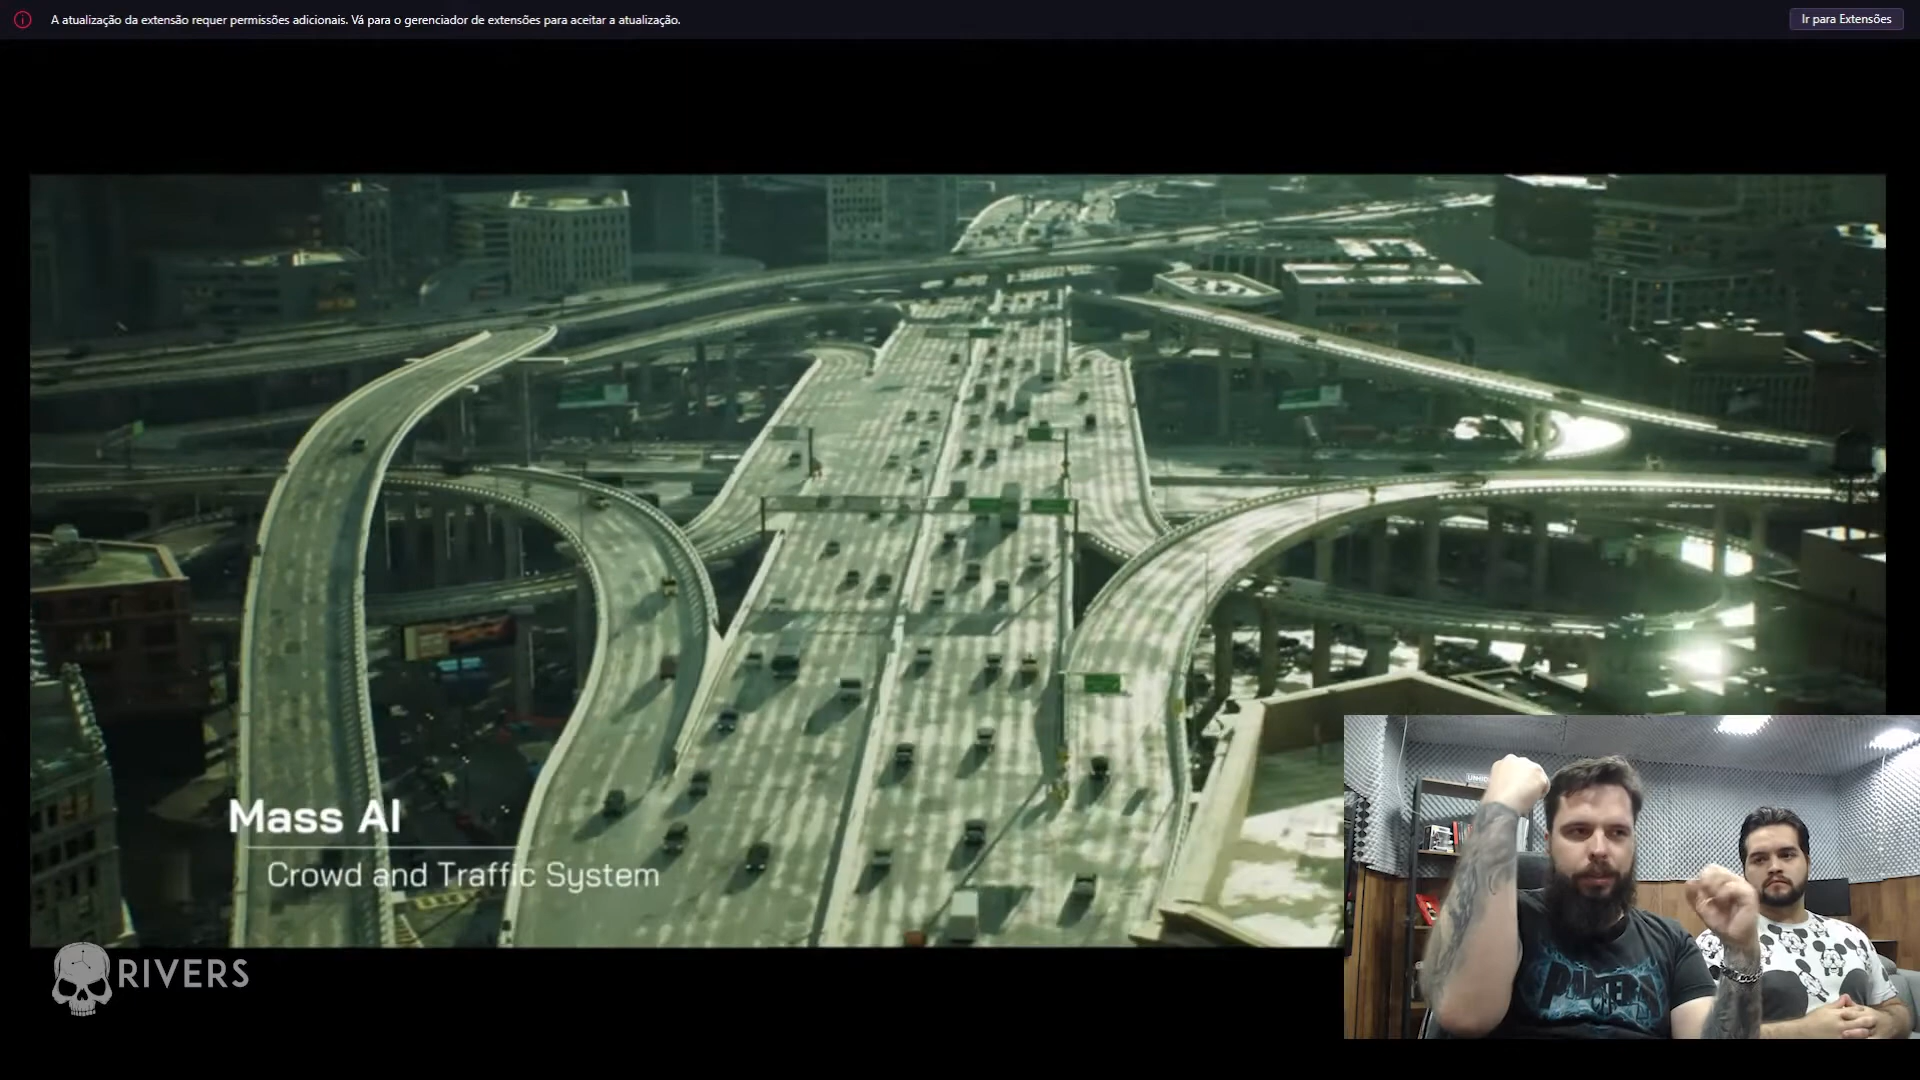 A atualização da extensão requer permissões adicionais. Vá para o gerenciador de extensões para aceitar a atualização.
Ir para Extensões
Mass AI
Crowd and Traffic System
RIVERS